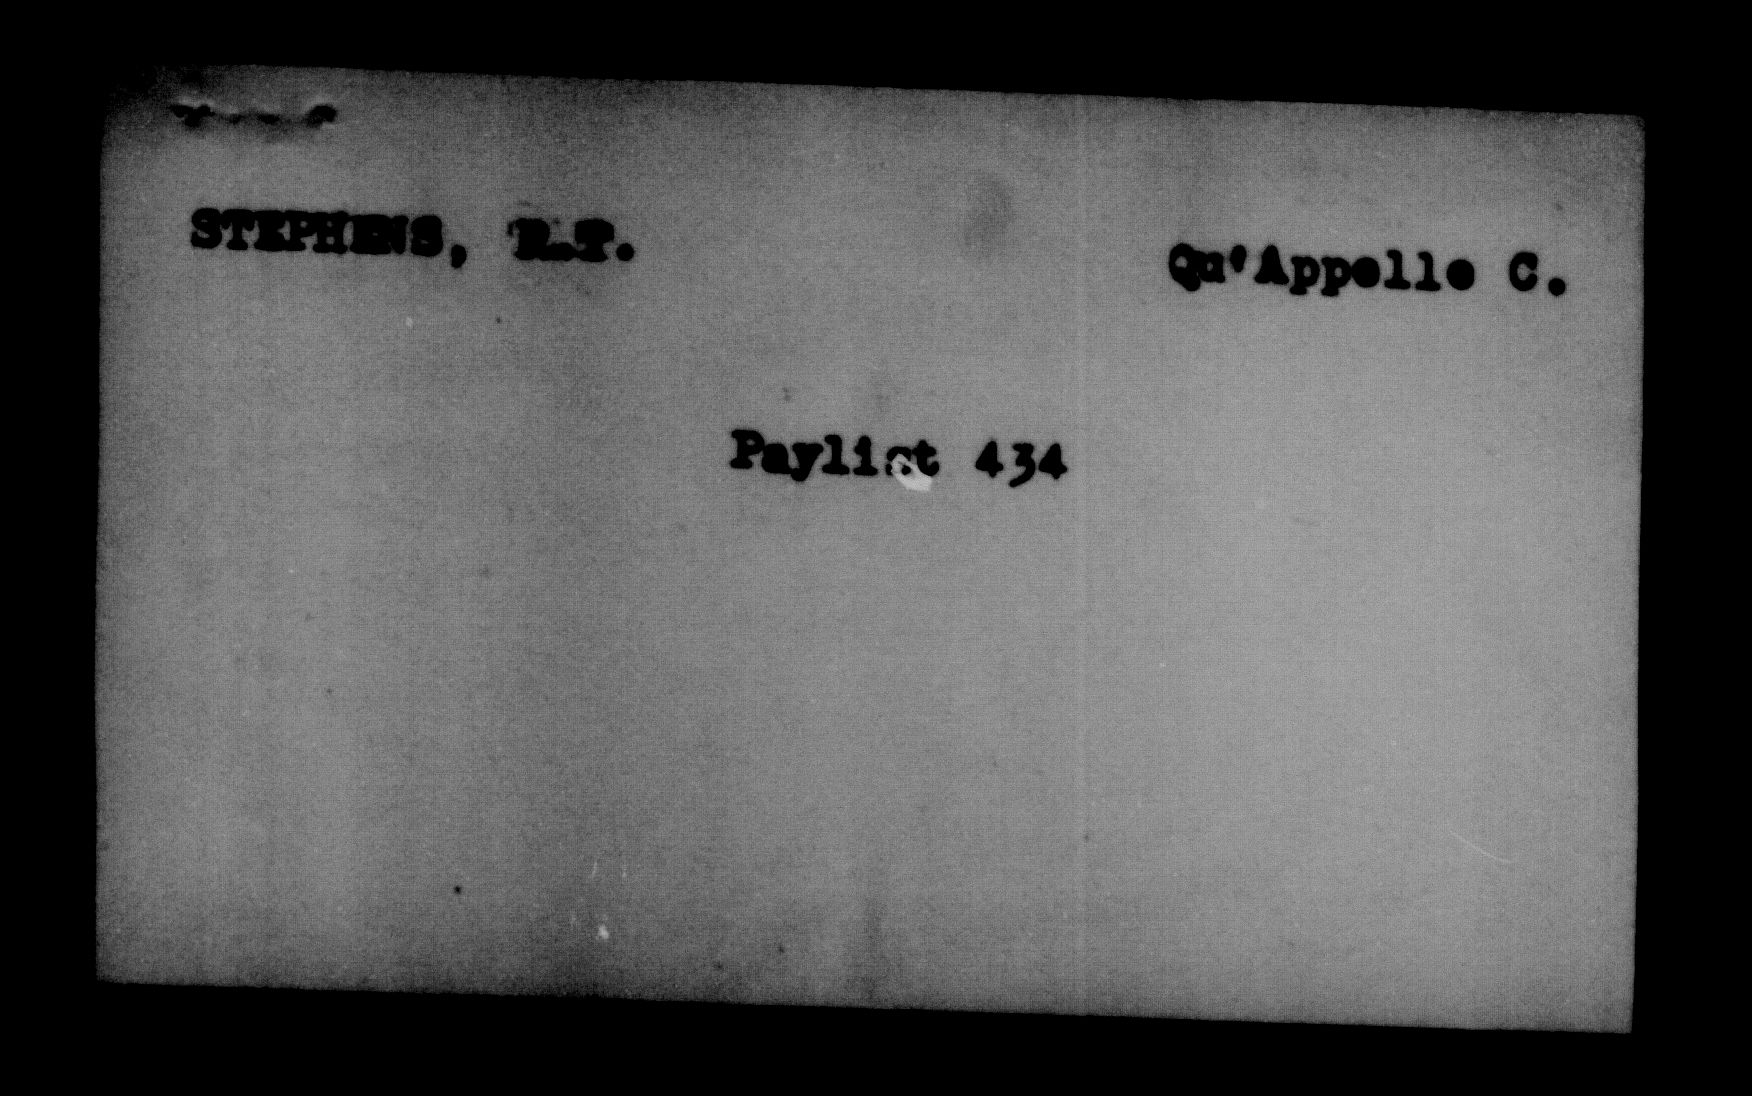 STEPHENS, R.T.
Qu'Appelle C.
Paylist 434